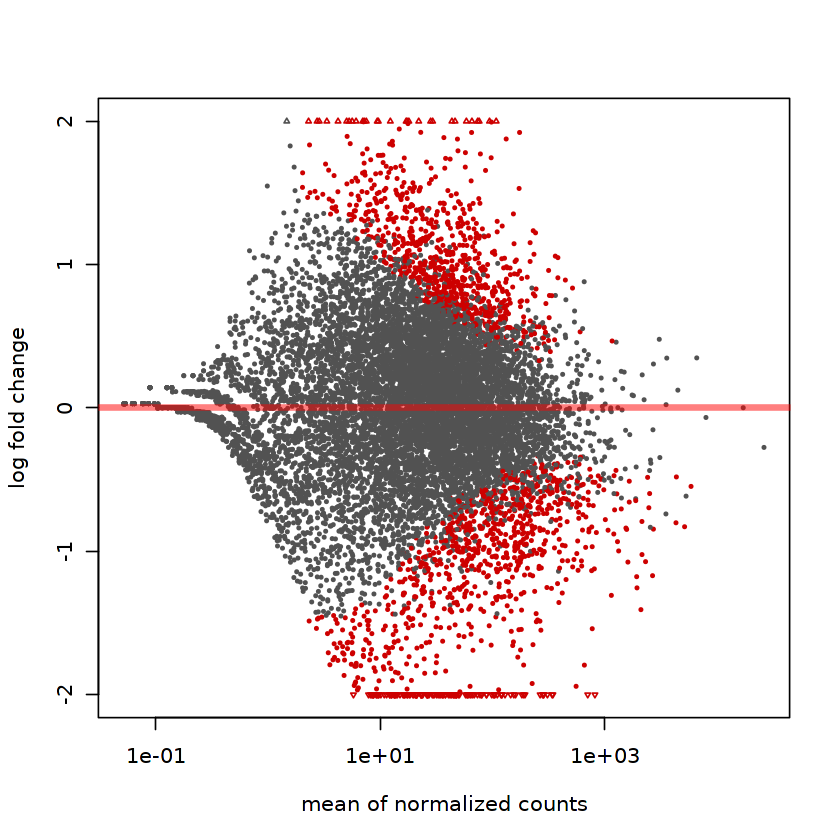 2
1
0
-1
-2
log fold change
1e-01
1e+01
1e+03
mean of normalized counts